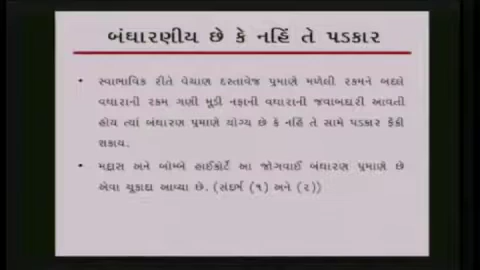 બંધારણીય છે કે નહિં તે પડકાર
• સ્વાભાવિક રીતે વેચાણ દસ્તાવેજ પ્રમાણે મળેલી રકમને બદલે
વધારાની રકમ ગણી મૂડી નફાની વધારાની જવાબદારી આવતી
હોય ત્યાં બંધારણ પ્રમાણે યોગ્ય છે કે નહિં તે સામે પડકાર ફેંકી
શકાય.
• મદ્રાસ અને બોમ્બે હાઈકોર્ટ આ જોગવાઈ બંધારણ પ્રમાણે છે
એવા ચૂકાદા આવ્યા છે. (સંદર્ભ (૧) અને (૨))